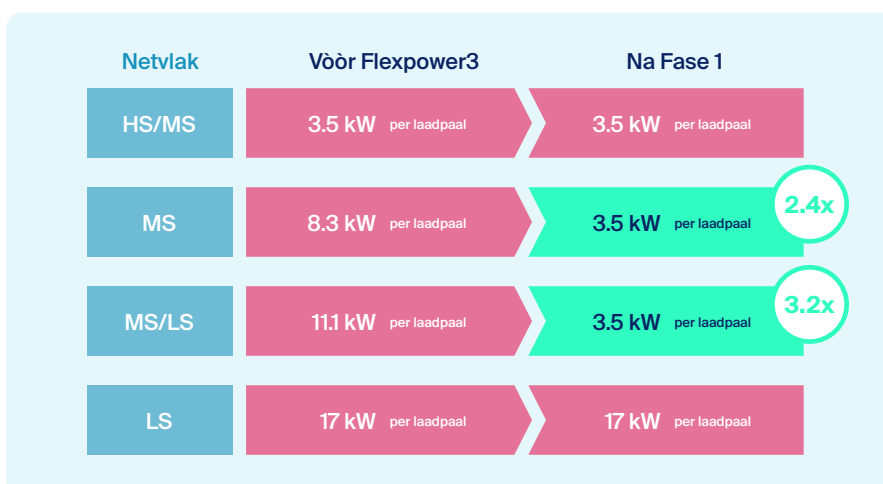 Netvlak Vòòr Flexpower3 Na Fase 1
HS/MS 3.5 kW per laadpaal 3.5 kW per laadpaal
MS 8.3 kW per laadpaal 3.5 kW per laadpaal 2.4x
MS/LS 11.1 kW per laadpaal 3.5 kW per laadpaal 3.2x
LS 17 kW per laadpaal 17 kW per laadpaal